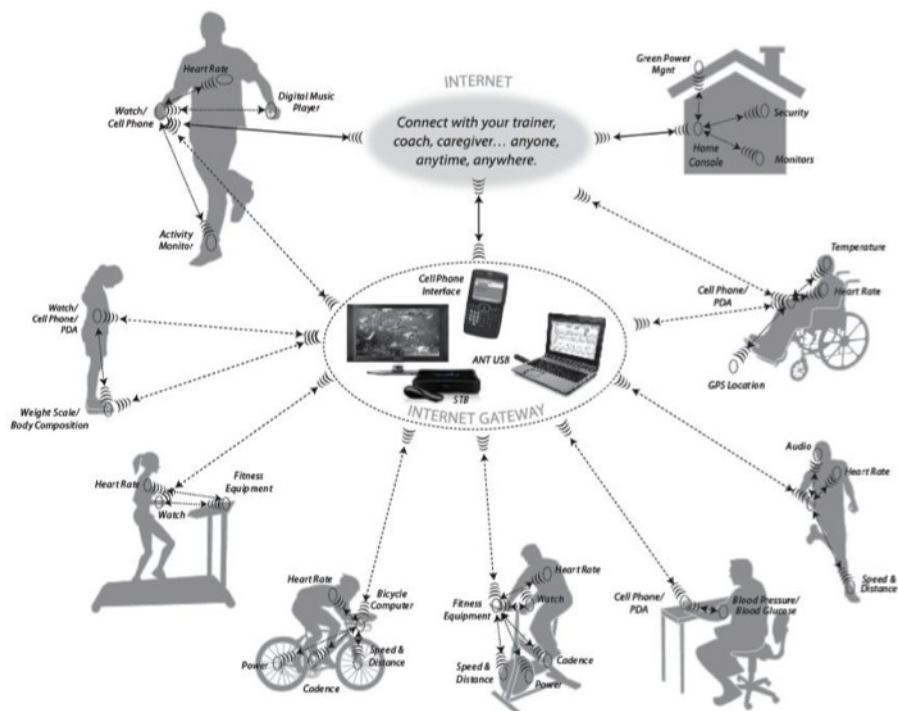 Heart Rate
Digital Music
Player
Watch/
Cell Phone
Activity
Monitor
INTERNET
Connect with your trainer,
coach, caregiver... anyone,
anytime, anywhere.
Green Power
Mgnt
Security
Home
Console
Monitors
Cell Phone
Interface
ANT USB
STB
INTERNET GATEWAY
Temperature
Cell Phone/
PDA
Heart Rate
GPS Location
Watch/
Cell Phone/
PDA
Weight Scale/
Body Composition
Heart Rate
Fitness
Equipment
Watch
Audio
Heart Rate
Speed &
Distance
Heart Rate
Bicycle
Computer
Power
Cadence
Speed &
Distance
Heart Rate
Fitness
Equipment
Watch
Speed &
Distance
Cadence
Power
Cell Phone/
PDA
Blood Pressure/
Blood Glucose